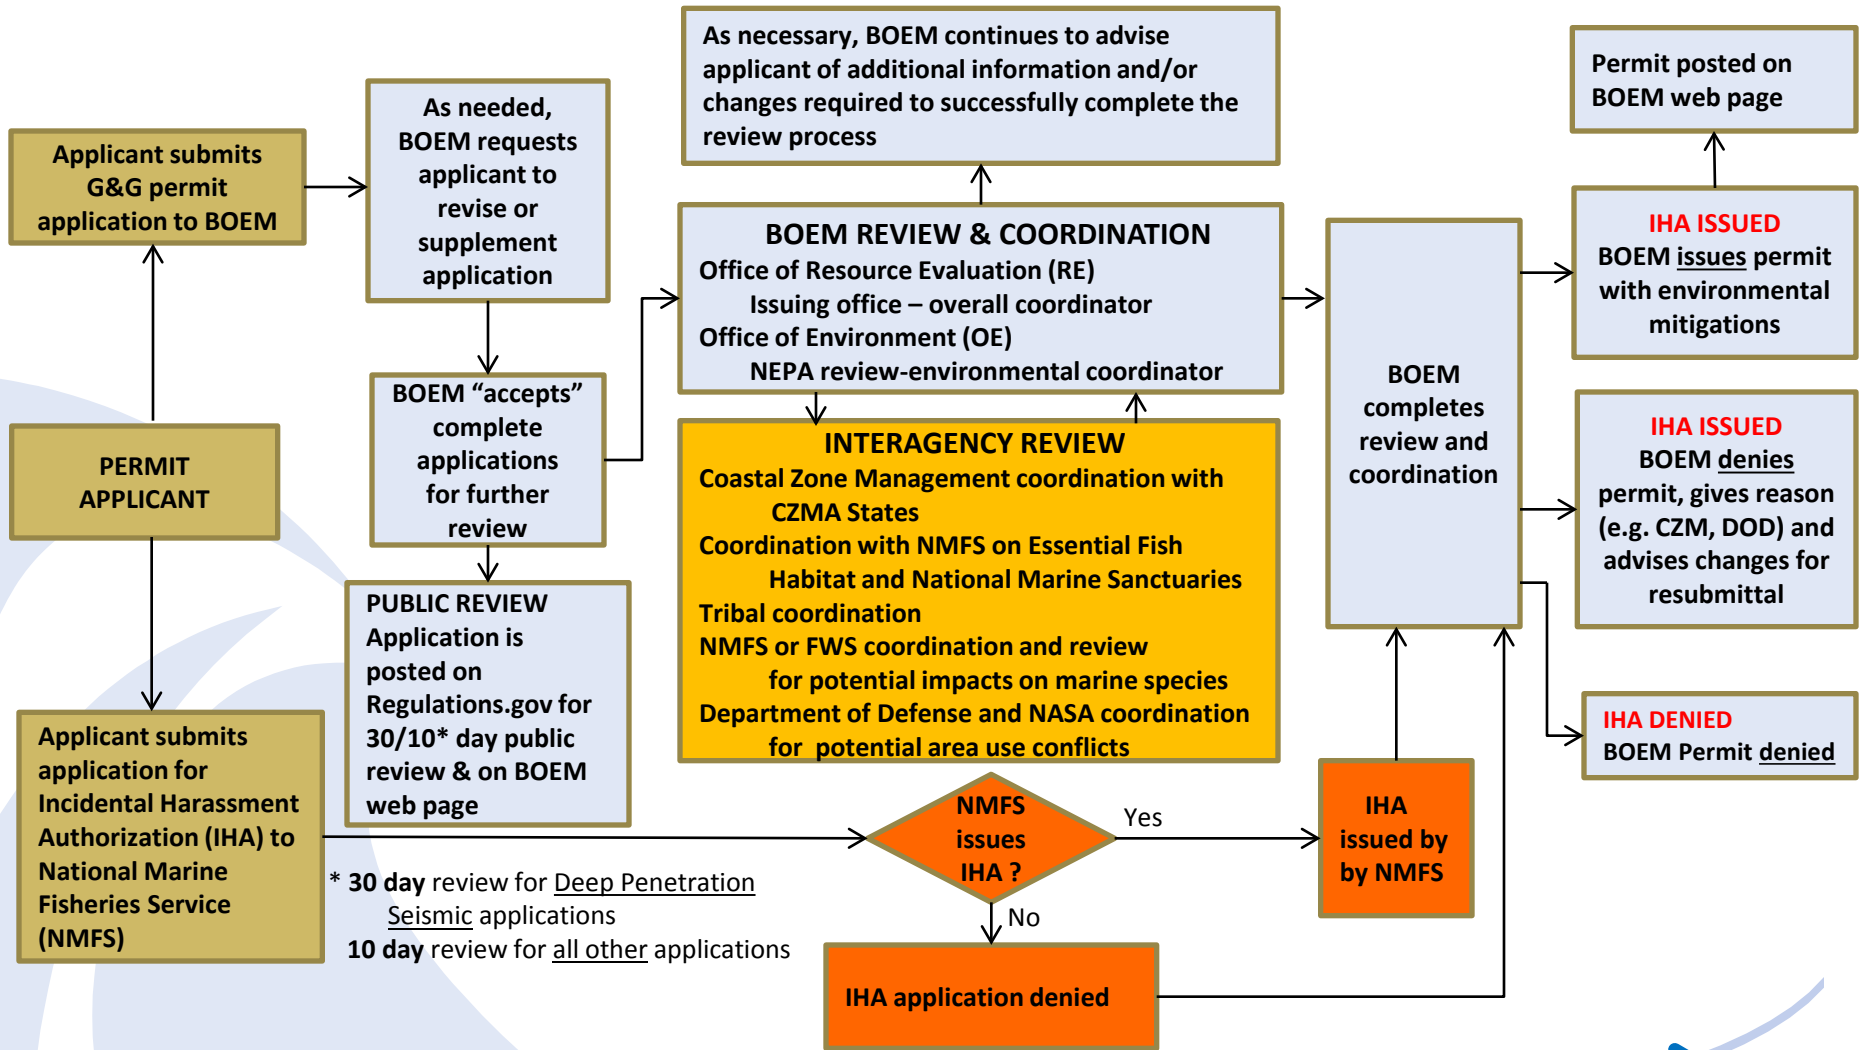 Applicant submits
G&G permit
application to BOEM
PERMIT
APPLICANT
Applicant submits
application for
Incidental Harassment
Authorization (IHA) to
National Marine
Fisheries Service
(NMFS)
As needed,
BOEM requests
applicant to
revise or
supplement
application
BOEM “accepts”
complete
applications
for further
review
PUBLIC REVIEW
Application is
posted on
Regulations.gov for
30/10* day public
review & on BOEM
web page
* 30 day review for Deep Penetration
Seismic applications
10 day review for all other applications
As necessary, BOEM continues to advise
applicant of additional information and/or
changes required to successfully complete the
review process
BOEM REVIEW & COORDINATION
Office of Resource Evaluation (RE)
Issuing office – overall coordinator
Office of Environment (OE)
NEPA review-environmental coordinator
INTERAGENCY REVIEW
Coastal Zone Management coordination with
CZMA States
Coordination with NMFS on Essential Fish
Habitat and National Marine Sanctuaries
Tribal coordination
NMFS or FWS coordination and review
for potential impacts on marine species
Department of Defense and NASA coordination
for potential area use conflicts
NMFS
issues
IHA ?
Yes
No
IHA application denied
IHA
issued by
by NMFS
BOEM
completes
review and
coordination
Permit posted on
BOEM web page
IHA ISSUED
BOEM issues permit
with environmental
mitigations
IHA ISSUED
BOEM denies
permit, gives reason
(e.g. CZM, DOD) and
advises changes for
resubmittal
IHA DENIED
BOEM Permit denied